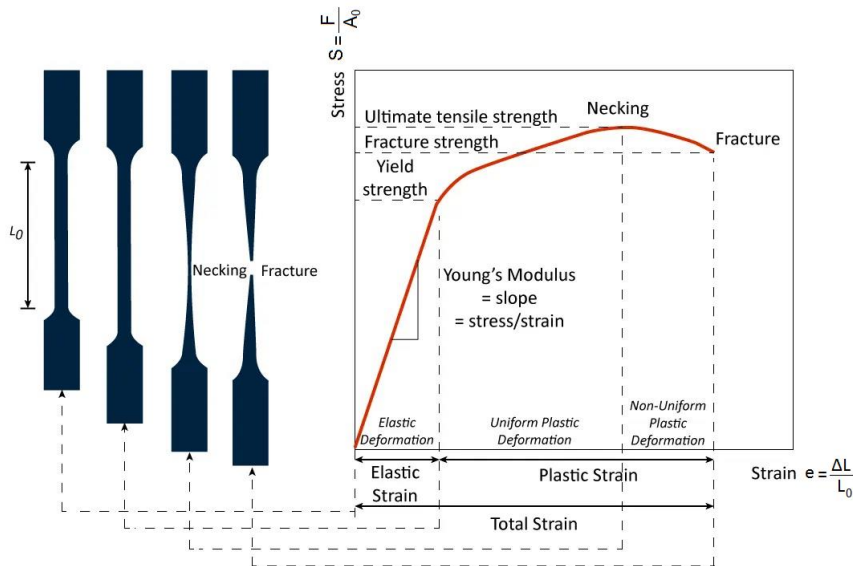 Stress S = F/A₀
Ultimate tensile strength
Necking
Fracture strength
Fracture
Yield
strength
L₀
Necking
Fracture
Young's Modulus
= slope
= stress/strain
Elastic
Deformation
Uniform Plastic
Deformation
Non-Uniform
Plastic
Deformation
Elastic
Strain
Plastic Strain
Strain e = ΔL/L₀
Total Strain